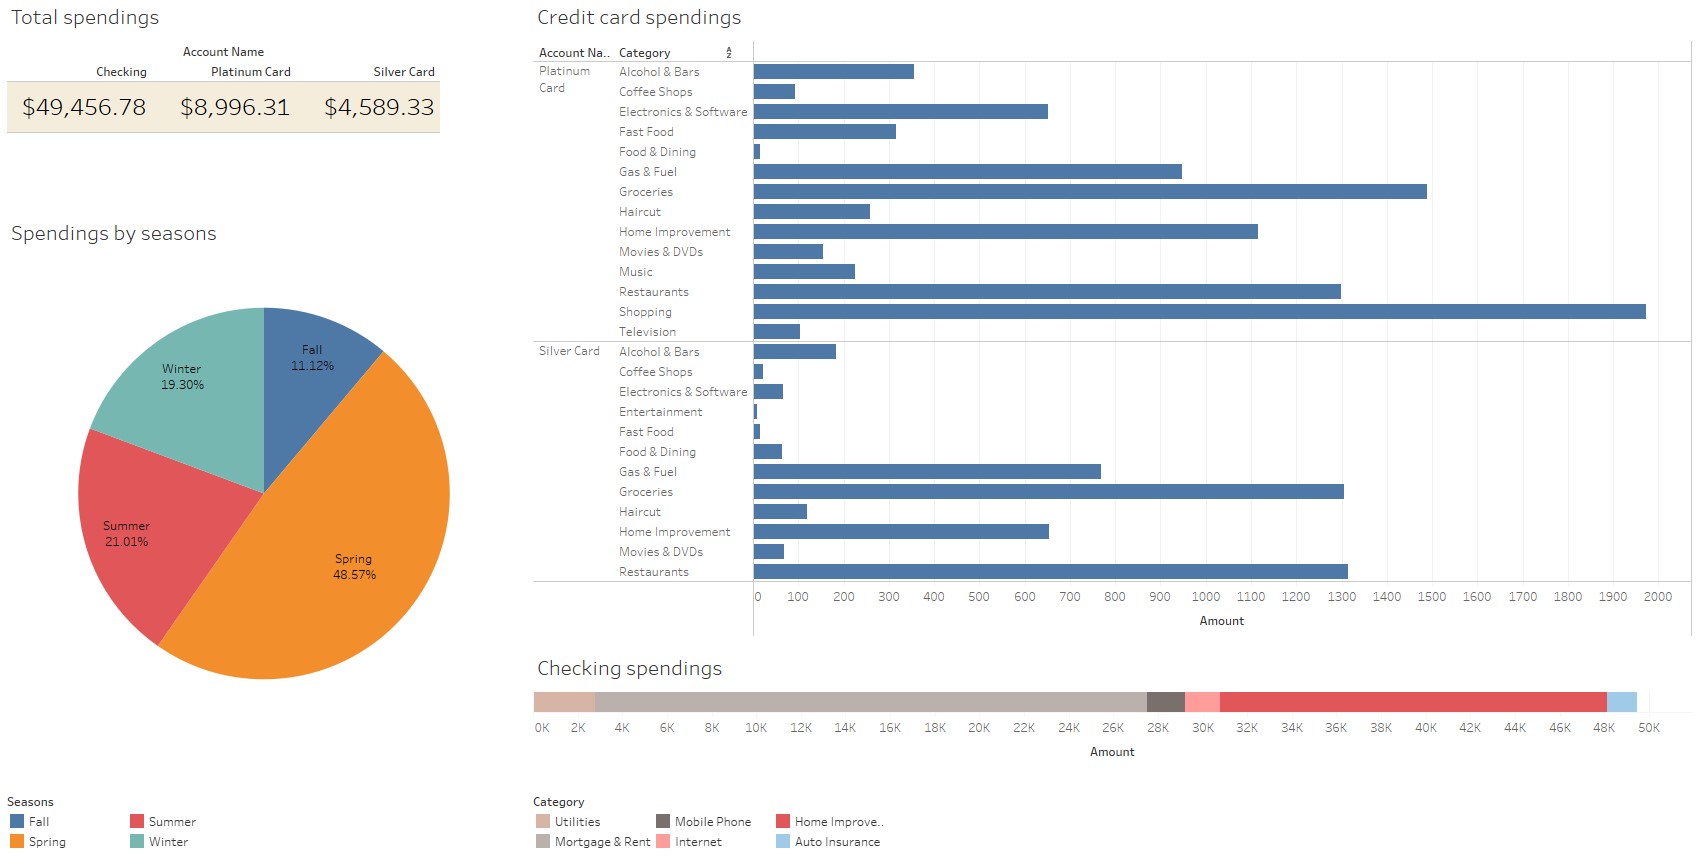 Total spendings
Account Name
Checking Platinum Card Silver Card
$49,456.78 $8,996.31 $4,589.33
Spendings by seasons
Fall
11.12%
Winter
19.30%
Summer
21.01%
Spring
48.57%
Seasons
Fall Summer
Spring Winter
Credit card spendings
Account Na.. Category
Platinum Card Alcohol & Bars
Coffee Shops
Electronics & Software
Fast Food
Food & Dining
Gas & Fuel
Groceries
Haircut
Home Improvement
Movies & DVDs
Music
Restaurants
Shopping
Television
Silver Card Alcohol & Bars
Coffee Shops
Electronics & Software
Entertainment
Fast Food
Food & Dining
Gas & Fuel
Groceries
Haircut
Home Improvement
Movies & DVDs
Restaurants
0 100 200 300 400 500 600 700 800 900 1000 1100 1200 1300 1400 1500 1600 1700 1800 1900 2000
Amount
Checking spendings
0K 2K 4K 6K 8K 10K 12K 14K 16K 18K 20K 22K 24K 26K 28K 30K 32K 34K 36K 38K 40K 42K 44K 46K 48K 50K
Amount
Category
Utilities Mobile Phone Home Improve..
Mortgage & Rent Internet Auto Insurance